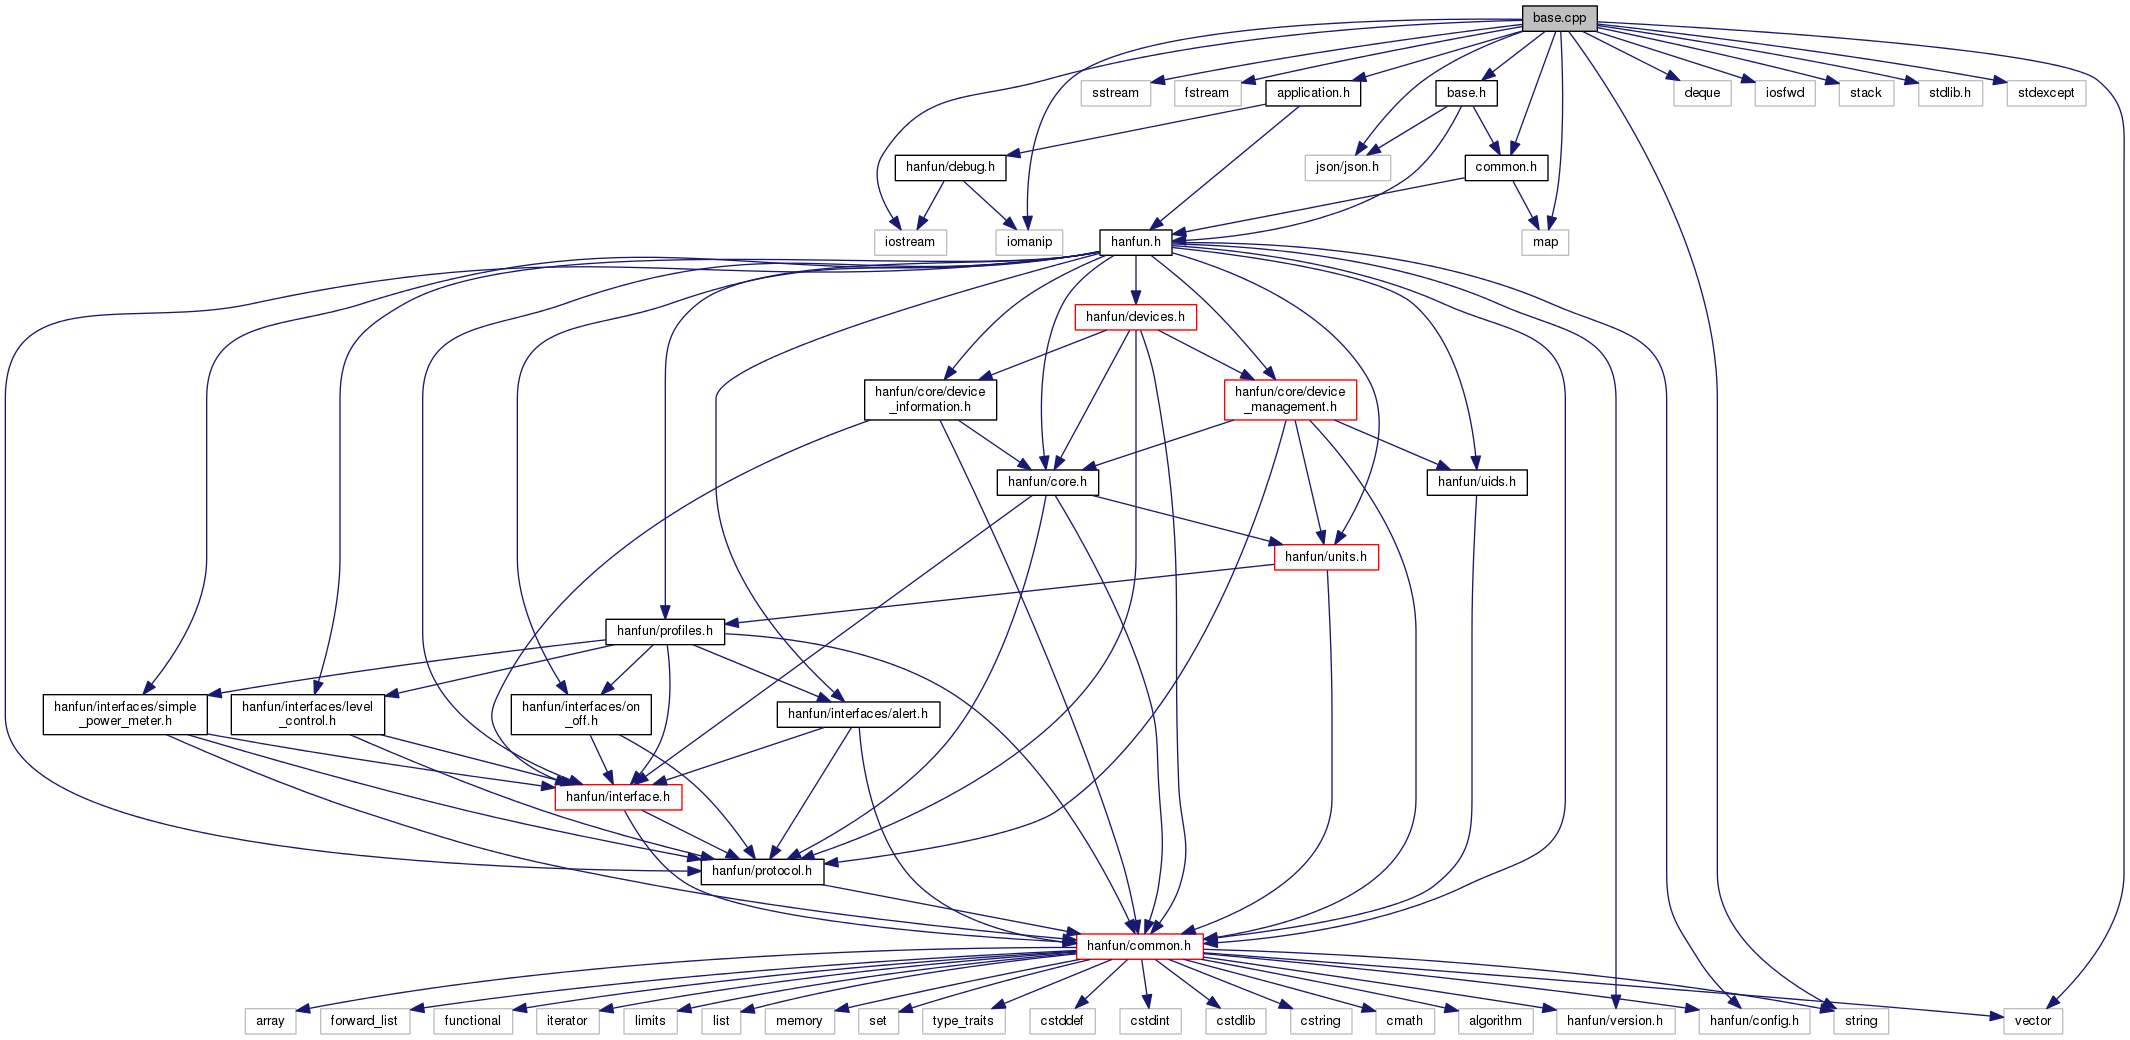 base.cpp
sstream
fstream
application.h
base.h
deque
iosfwd
stack
stdlib.h
stdexcept
hanfun/debug.h
json/json.h
common.h
iostream
iomanip
hanfun.h
map
hanfun/devices.h
hanfun/core/device
_information.h
hanfun/core/device
_management.h
hanfun/core.h
hanfun/uids.h
hanfun/units.h
hanfun/profiles.h
hanfun/interfaces/simple
_power_meter.h
hanfun/interfaces/level
_control.h
hanfun/interfaces/on
_off.h
hanfun/interfaces/alert.h
hanfun/interface.h
hanfun/protocol.h
hanfun/common.h
array
forward_list
functional
iterator
limits
list
memory
set
type_traits
cstddef
cstdint
cstdlib
cstring
cmath
algorithm
hanfun/version.h
hanfun/config.h
string
vector